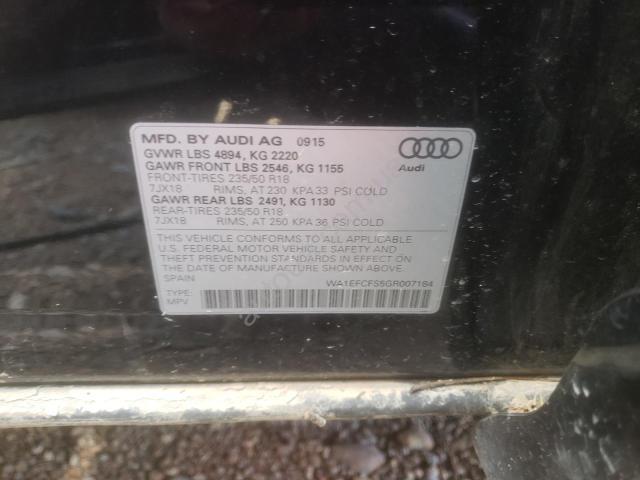 MFD. BY AUDI AG 0915
GVWR LBS 4894, KG 2220
GAWR FRONT LBS 2546, KG 1155
FRONT-TIRES 235/50 R18
7JX18 RIMS, AT 230 KPA 33 PSI COLD
GAWR REAR LBS 2491, KG 1130
REAR-TIRES 235/50 R18
7JX18 RIMS, AT 250 KPA 36 PSI COLD
Audi
THIS VEHICLE CONFORMS TO ALL APPLICABLE
U.S. FEDERAL MOTOR VEHICLE SAFETY AND
THEFT PREVENTION STANDARDS IN EFFECT ON
THE DATE OF MANUFACTURE SHOWN ABOVE.
SPAIN
WA1EFCFS5GR007184
TYPE:
MPV